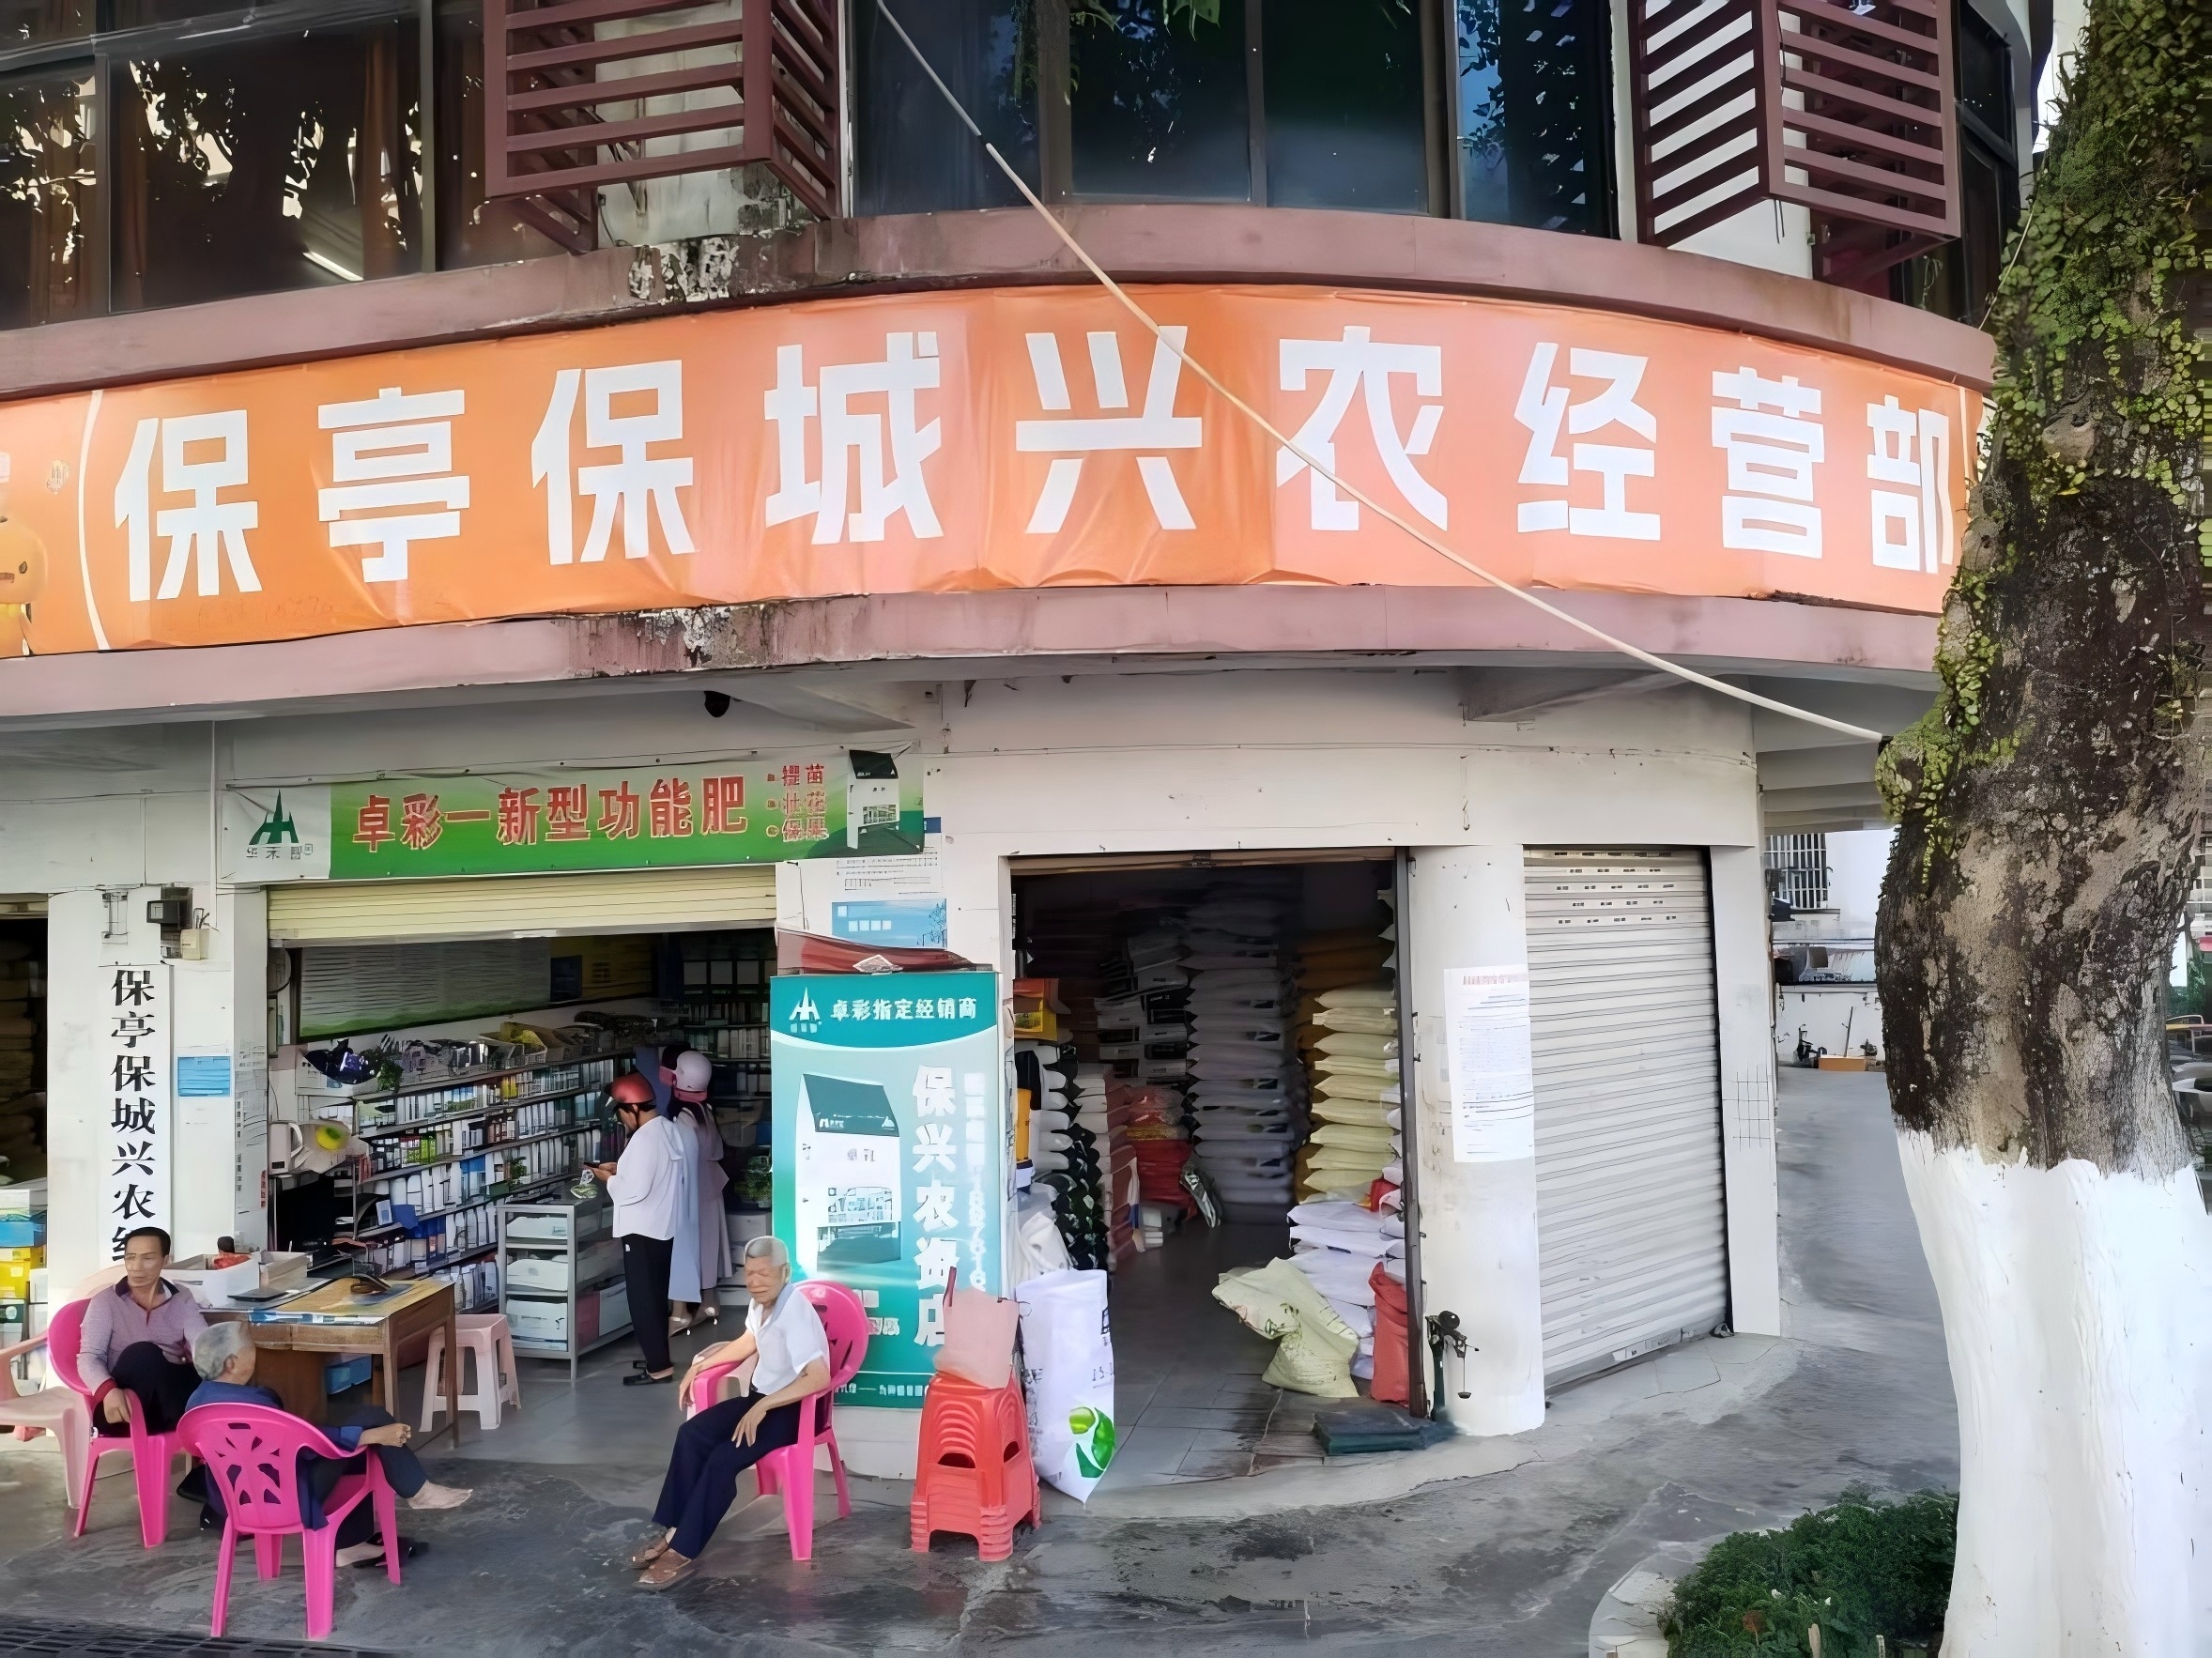 保亭保城兴农经营部
卓彩一新型功能肥
提苗
壮花
保果
卓彩指定经销商
保兴农资店
保亭保城兴农经